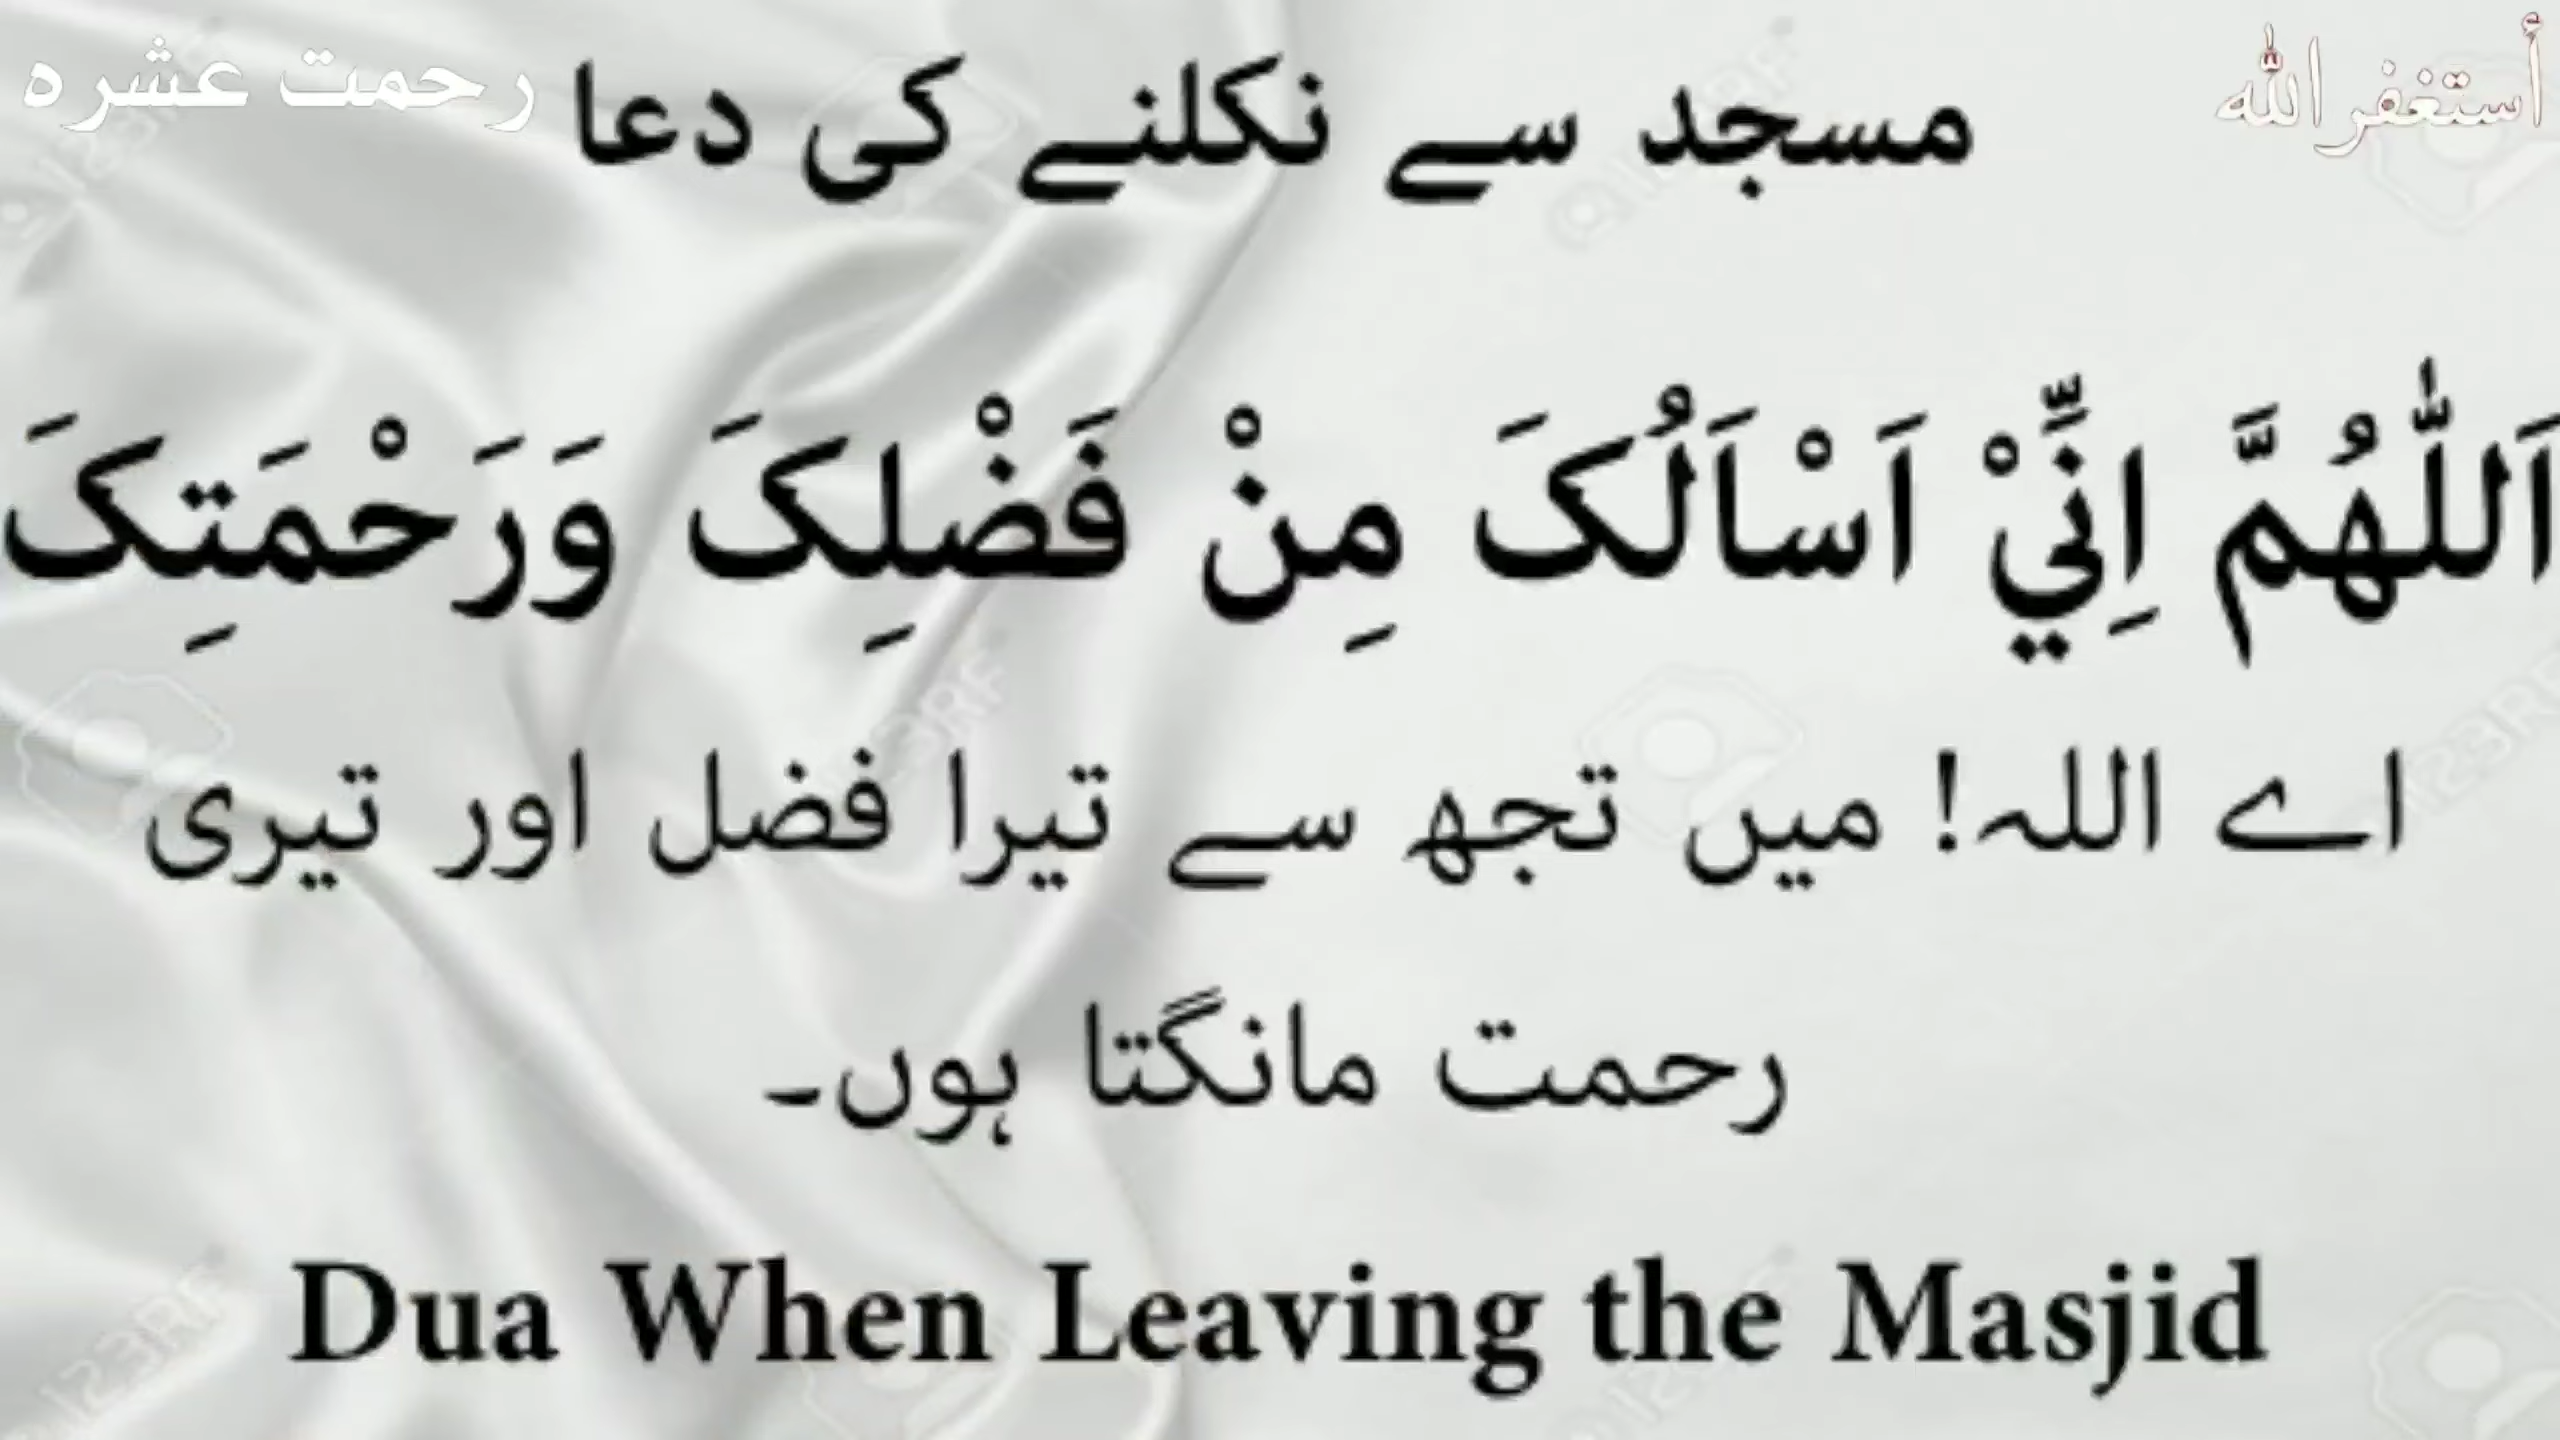 أستغفرالله
رحمت عشرہ
مسجد سے نکلنے کی دعا
اَللّٰهُمَّ اِنِّيْ اَسْاَلُکَ مِنْ فَضْلِکَ وَرَحْمَتِکَ
اے اللہ! میں تجھ سے تیرا فضل اور تیری
رحمت مانگتا ہوں۔
Dua When Leaving the Masjid
123RF